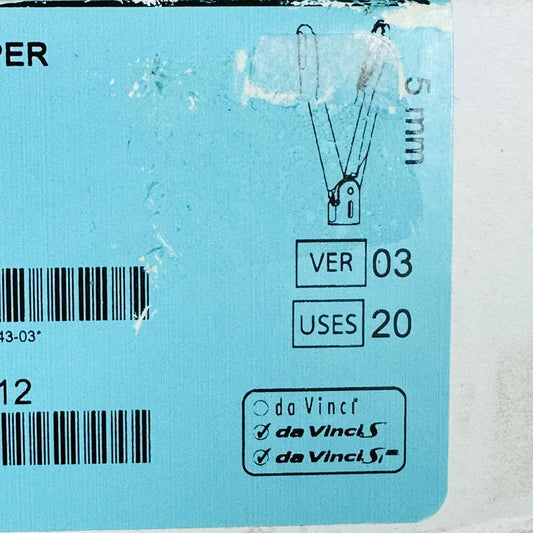 PER
5 mm
VER 03
43-03*
USES 20
12
da Vinci
da Vinci S
da Vinci Si